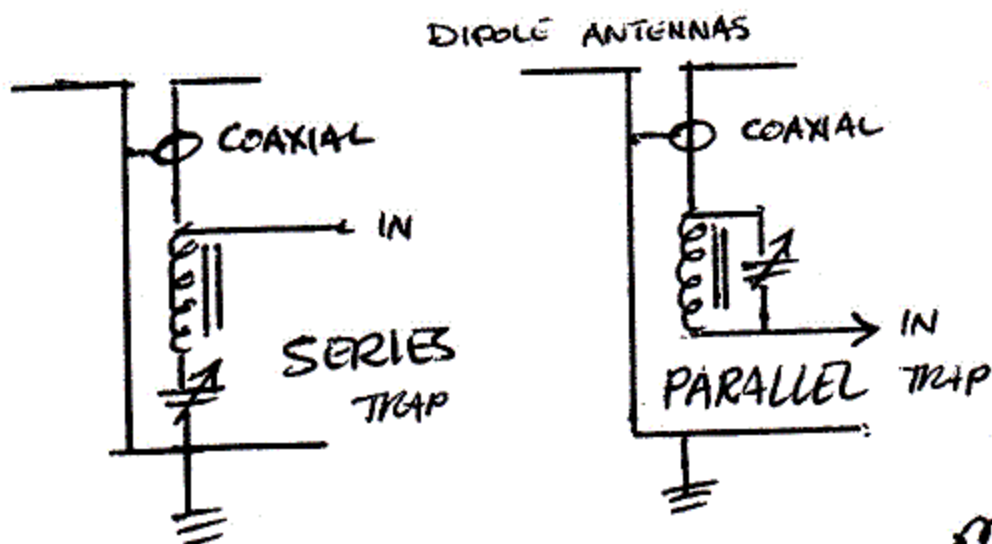 DIPOLE ANTENNAS
COAXIAL
IN
SERIES
TRAP
COAXIAL
IN
PARALLEL TRAP